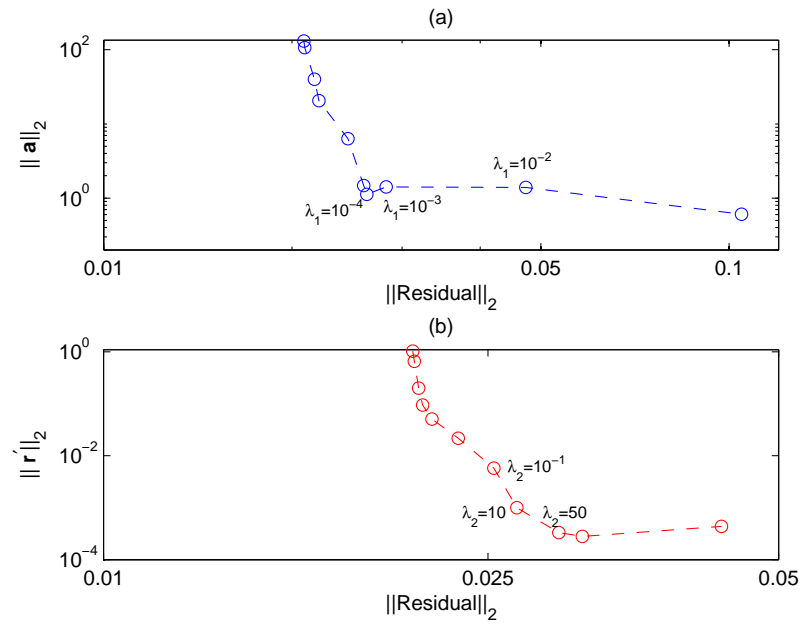 (a)
10^2
10^0
|| a||_2
λ_1=10^{-2}
λ_1=10^{-4}
λ_1=10^{-3}
0.01
0.05
0.1
||Residual||_2
(b)
10^0
10^{-2}
10^{-4}
|| r′||_2
λ_2=10^{-1}
λ_2=10
λ_2=50
0.01
0.025
0.05
||Residual||_2